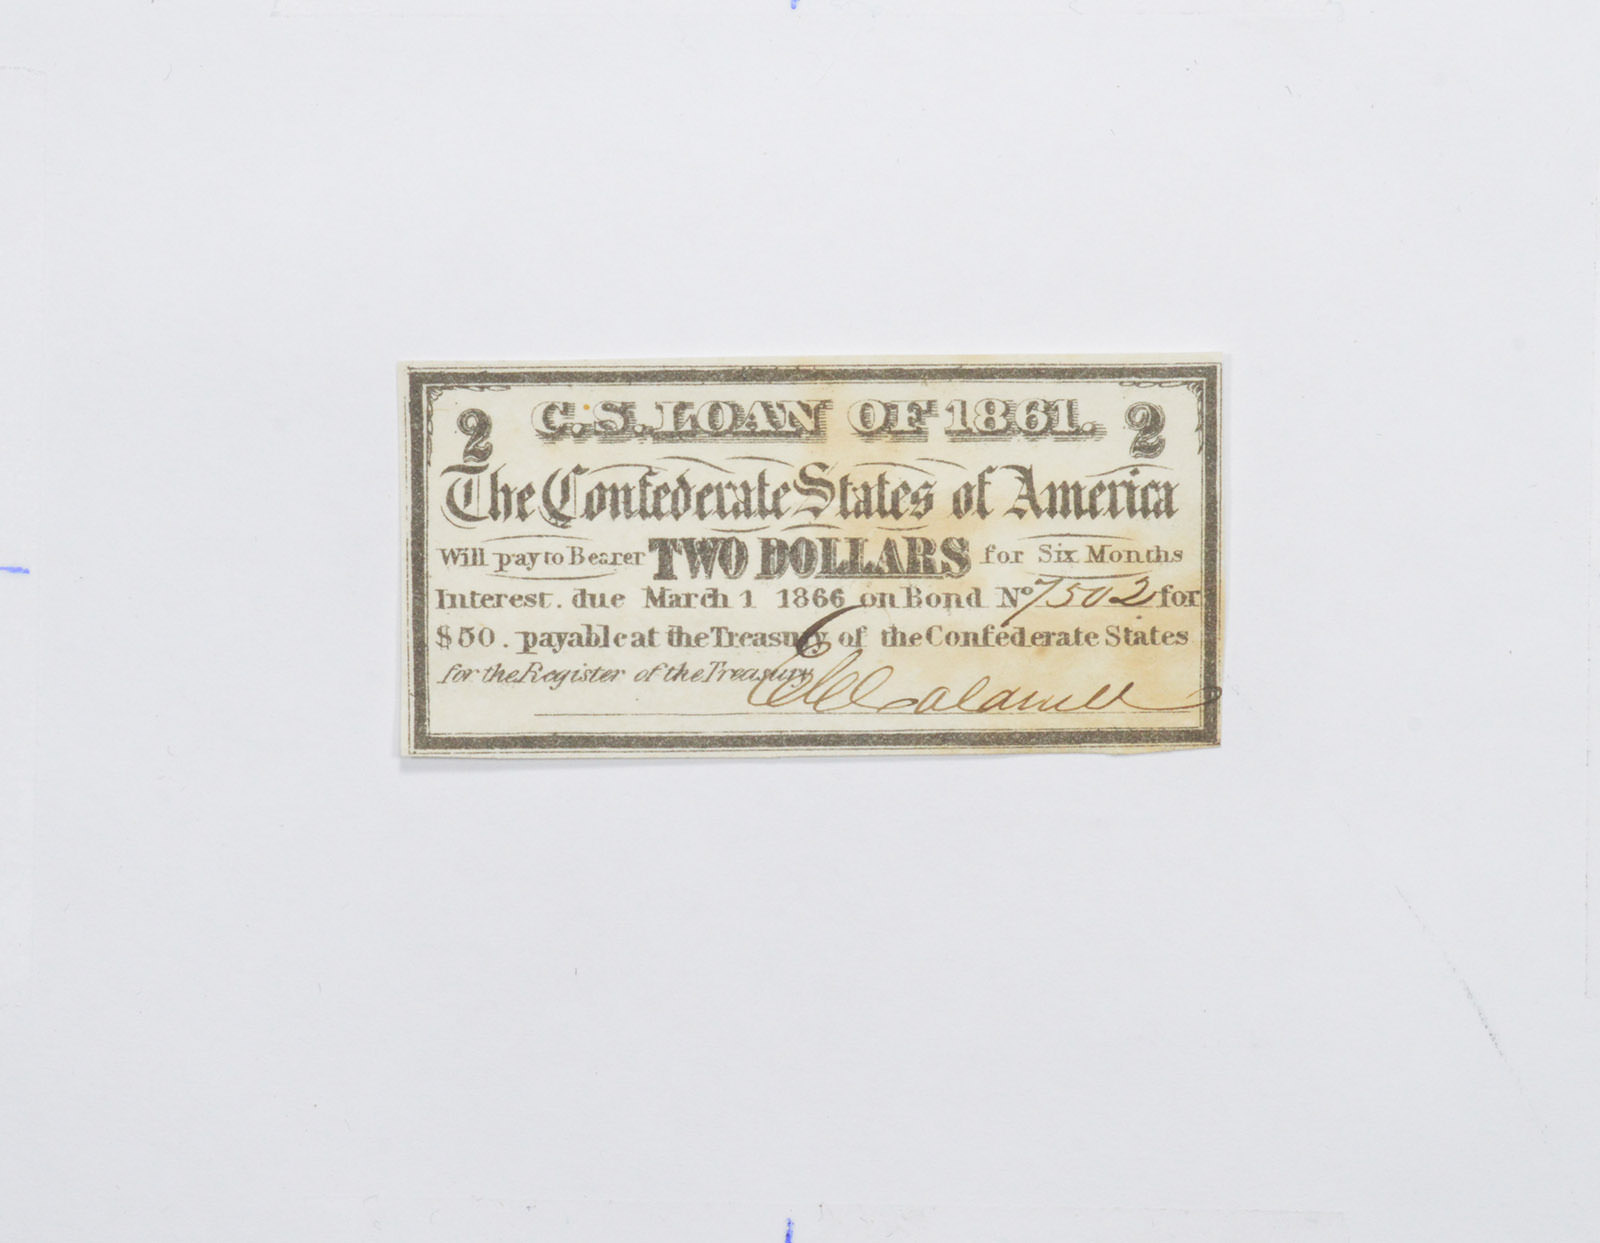 2 C. S. LOAN OF 1861. 2
The Confederate States of America
Will pay to Bearer TWO DOLLARS for Six Months
Interest. due March 1 1866 on Bond No 7502 for
$50. payable at the Treasury of the Confederate States
for the Register of the Treasury
Caldwell